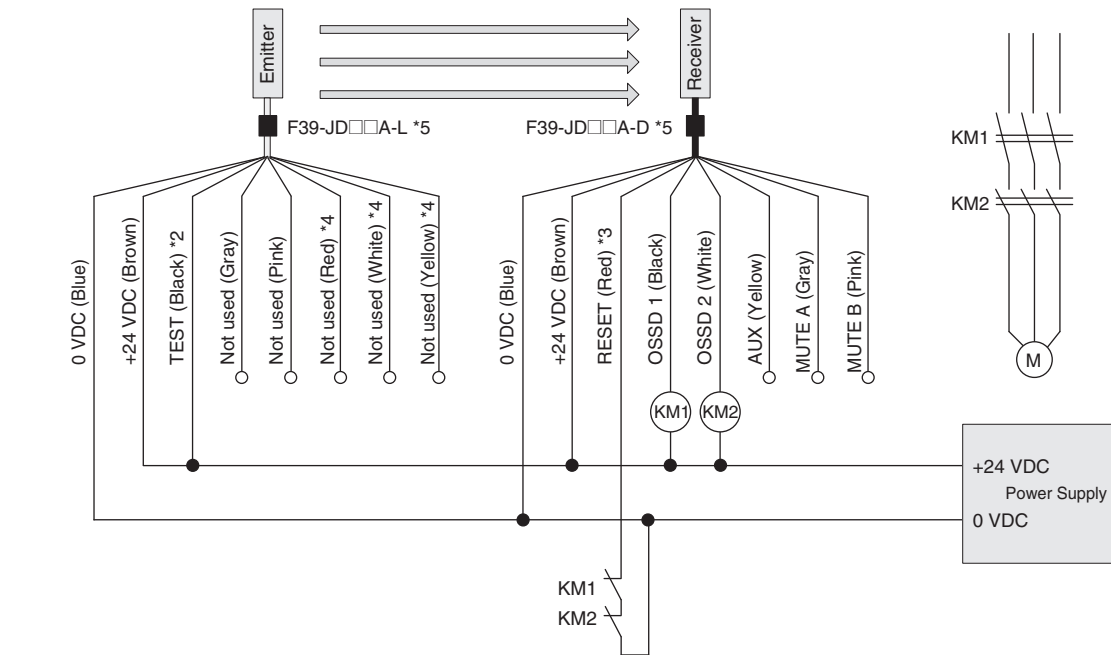 Emitter
Receiver
F39-JD□□A-L *5
F39-JD□□A-D *5
KM1
KM2
M
0 VDC (Blue)
+24 VDC (Brown)
TEST (Black) *2
Not used (Gray)
Not used (Pink)
Not used (Red) *4
Not used (White) *4
Not used (Yellow) *4
0 VDC (Blue)
+24 VDC (Brown)
RESET (Red) *3
OSSD 1 (Black)
OSSD 2 (White)
AUX (Yellow)
MUTE A (Gray)
MUTE B (Pink)
KM1
KM2
+24 VDC
Power Supply
0 VDC
KM1
KM2